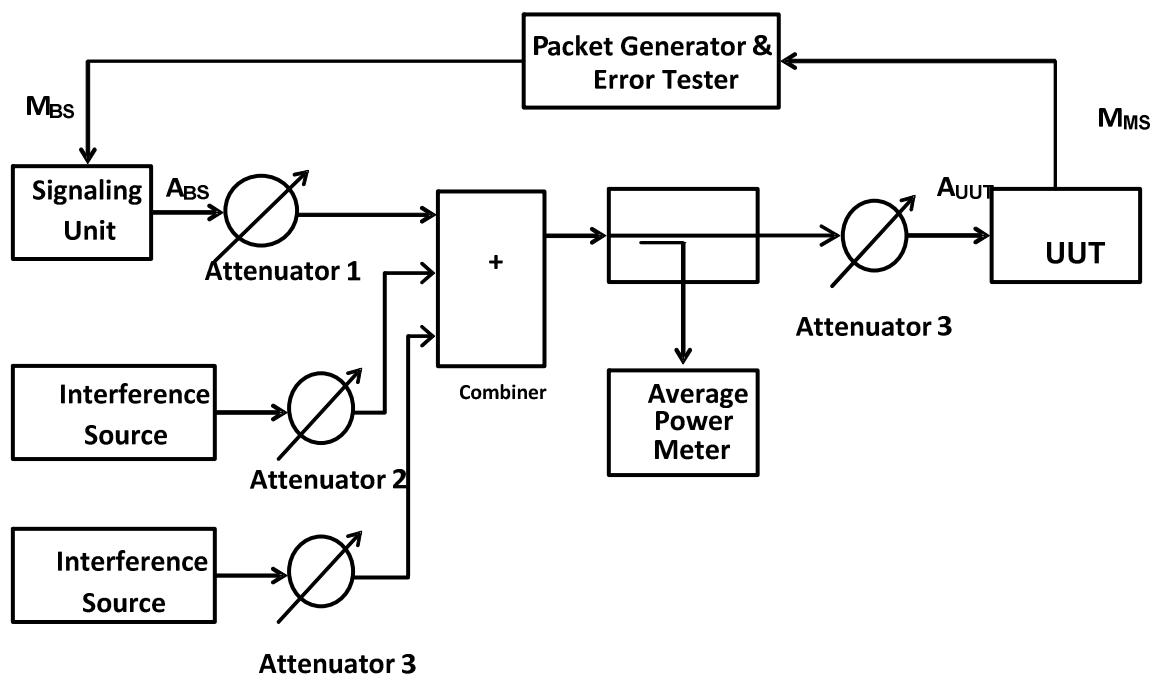 Packet Generator &
Error Tester
MBS
MMS
Signaling
Unit
ABS
Attenuator 1
+
Combiner
AUUT
UUT
Attenuator 3
Interference
Source
Attenuator 2
Average
Power
Meter
Interference
Source
Attenuator 3